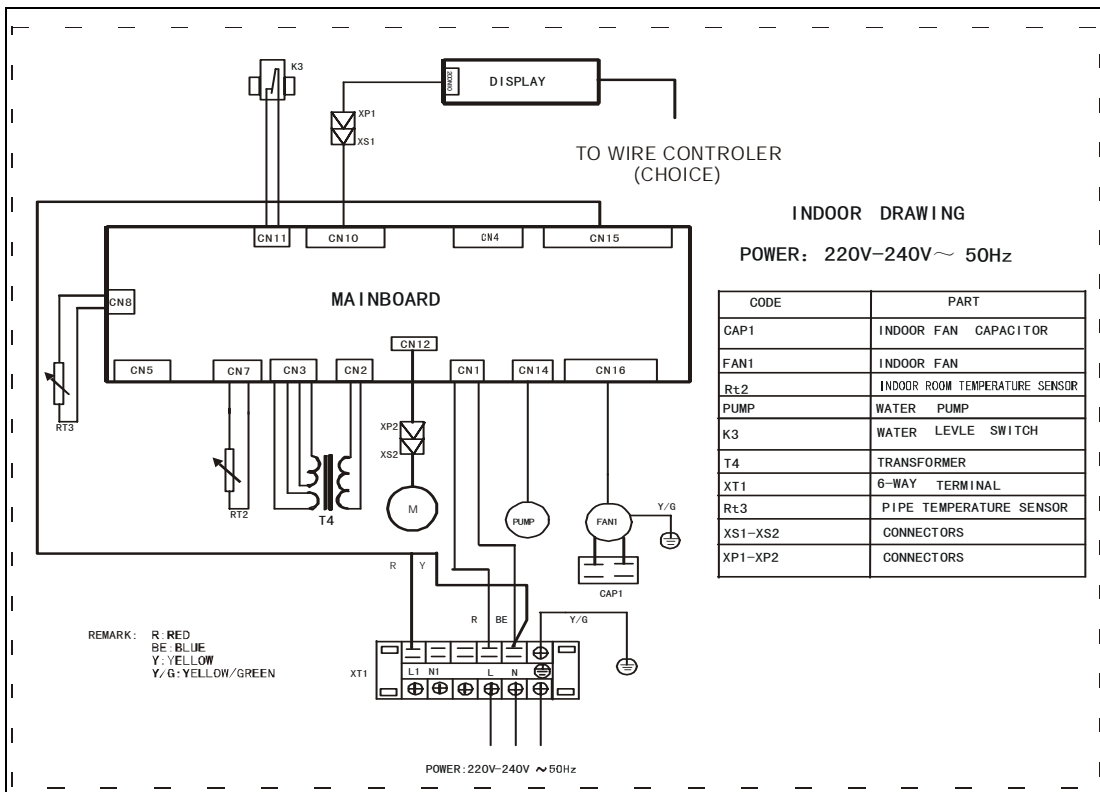 K3
CN20
DISPLAY
XP1
XS1
TO WIRE CONTROLER
(CHOICE)
INDOOR DRAWING
POWER: 220V-240V～ 50Hz
CN11
CN10
CN4
CN15
MAINBOARD
CN8
CN12
CN5
CN7
CN3
CN2
CN1
CN14
CN16
RT3
RT2
T4
XP2
XS2
M
PUMP
FAN1
Y/G
CAP1
CODE PART
CAP1 INDOOR FAN CAPACITOR
FAN1 INDOOR FAN
Rt2 INDOOR ROOM TEMPERATURE SENSOR
PUMP WATER PUMP
K3 WATER LEVLE SWITCH
T4 TRANSFORMER
XT1 6-WAY TERMINAL
Rt3 PIPE TEMPERATURE SENSOR
XS1-XS2 CONNECTORS
XP1-XP2 CONNECTORS
R Y
R BE Y/G
REMARK: R:RED
BE:BLUE
Y:YELLOW
Y/G:YELLOW/GREEN
XT1
L1 N1 L N
POWER:220V-240V ～50Hz